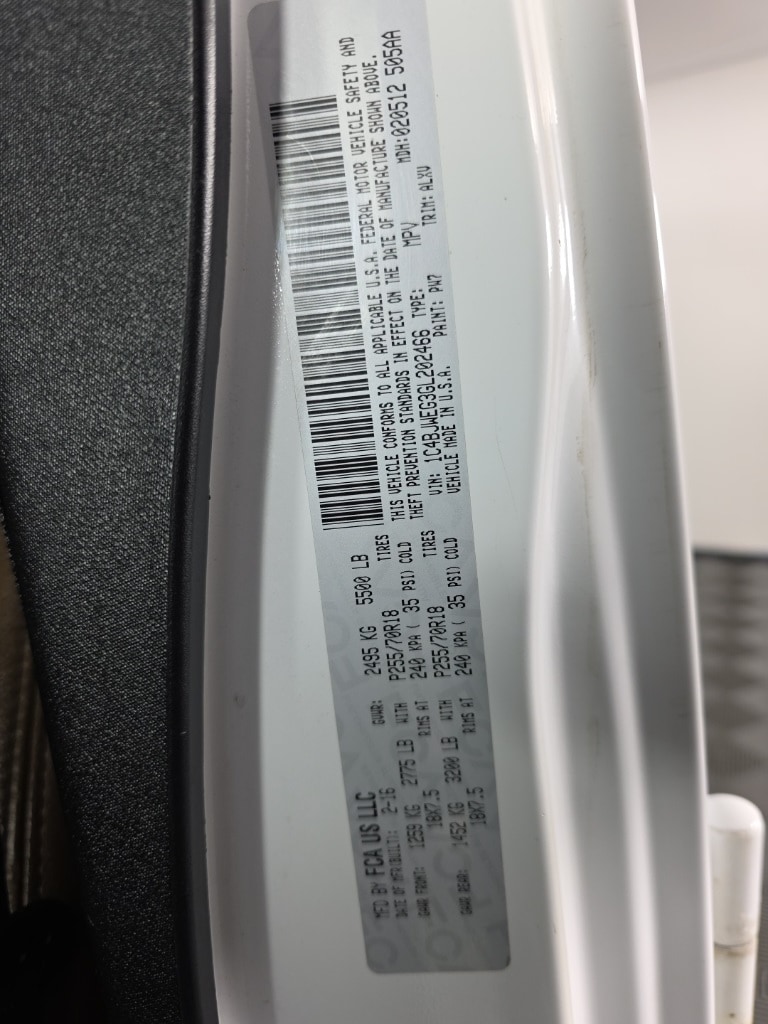 MFD BY FCA US LLC
DATE OF MFR(BUILT): 2-16 GVWR: 2495 KG 5500 LB
GAWR FRONT: 1259 KG 2775 LB WITH P255/70R18 TIRES
18X7.5 RIMS AT 240 KPA ( 35 PSI) COLD
GAWR REAR: 1452 KG 3200 LB WITH P255/70R18 TIRES
18X7.5 RIMS AT 240 KPA ( 35 PSI) COLD
THIS VEHICLE CONFORMS TO ALL APPLICABLE U.S.A. FEDERAL MOTOR VEHICLE SAFETY AND
THEFT PREVENTION STANDARDS IN EFFECT ON THE DATE OF MANUFACTURE SHOWN ABOVE.
VIN: 1C4BJWEG3GL202466 TYPE: MPV MDH:020512 505AA
VEHICLE MADE IN U.S.A. PAINT: PW7 TRIM: ALXV